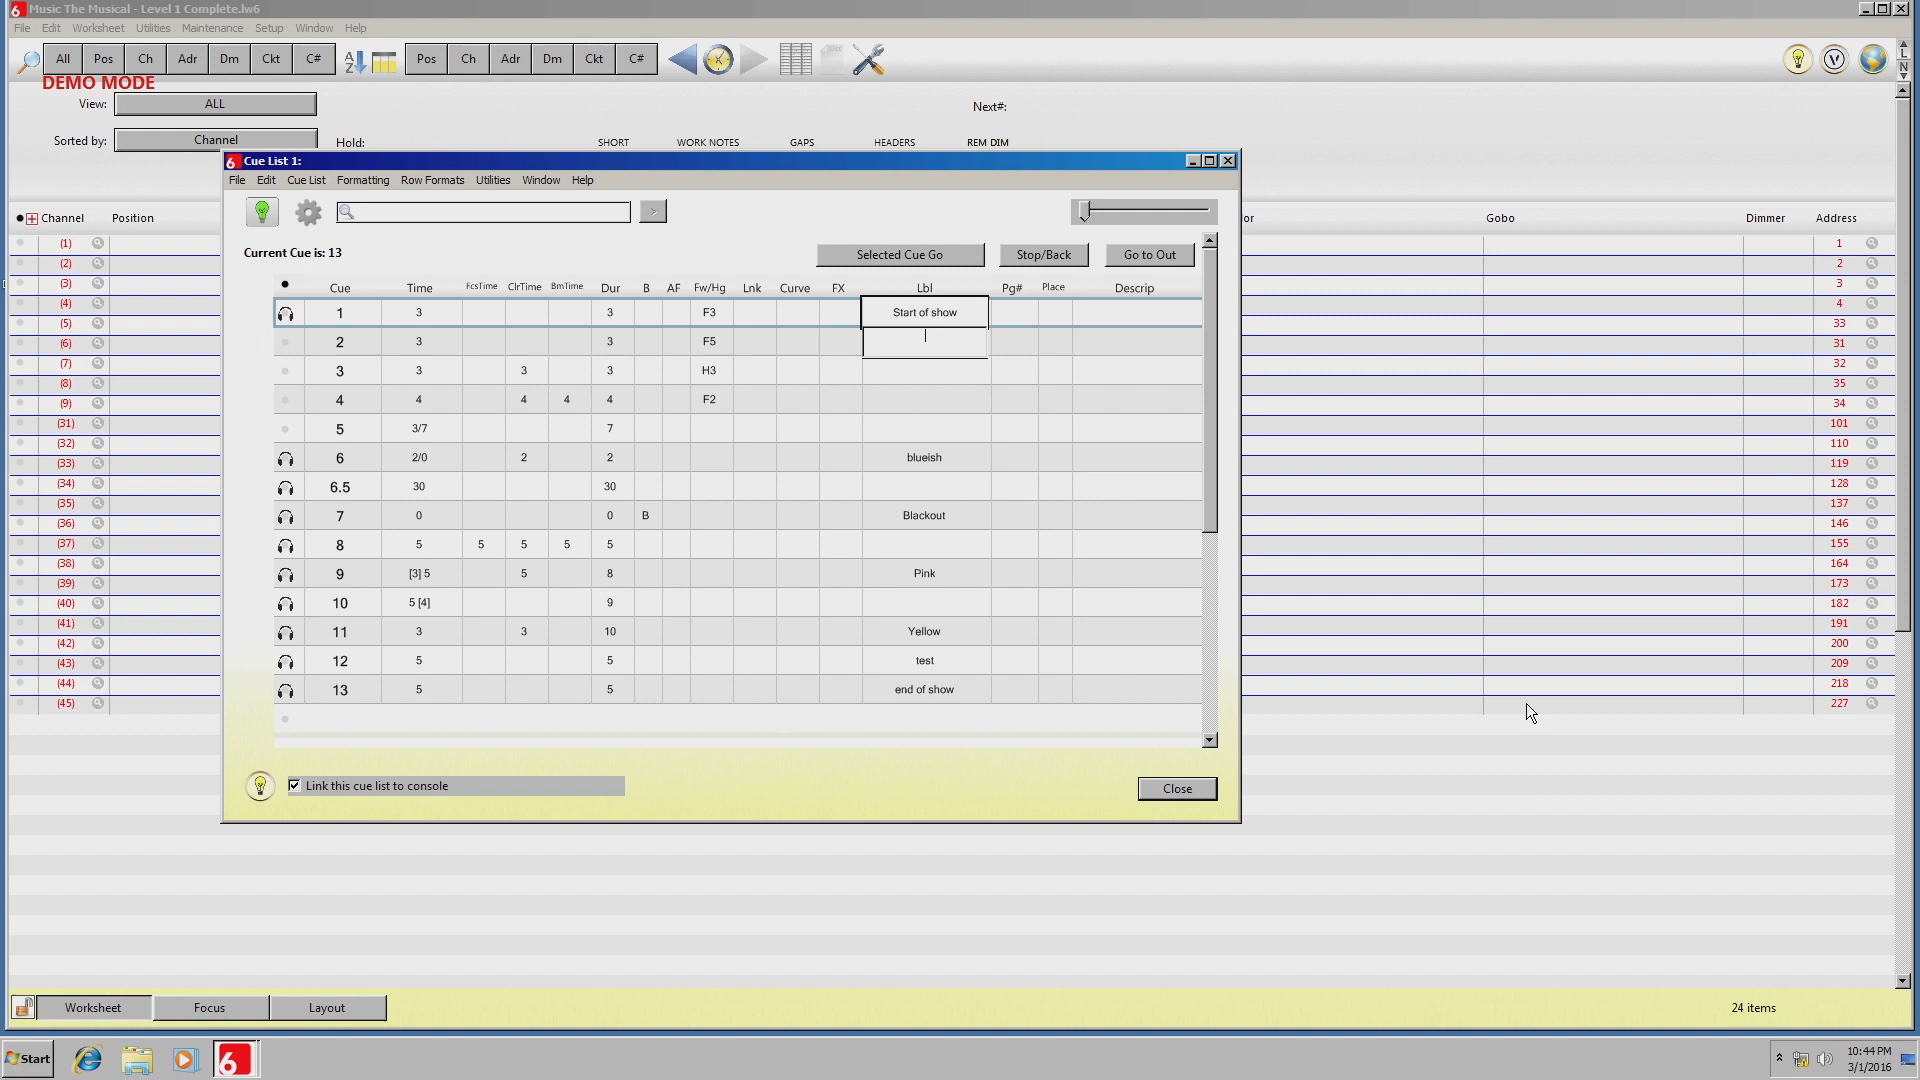 Music The Musical - Level 1 Complete.lw6
File Edit Worksheet Utilities Maintenance Setup Window Help
All Pos Ch Adr Dm Ckt C# A Z Pos Ch Adr Dm Ckt C# V L N
DEMO MODE
View: ALL
Next#:
Sorted by: Channel Hold: SHORT WORK NOTES GAPS HEADERS REM DIM
6 Cue List 1:
File Edit Cue List Formatting Row Formats Utilities Window Help
Channel Position or Gobo Dimmer Address
Current Cue is: 13 Selected Cue Go Stop/Back Go to Out
Cue Time FcsTime ClrTime BmTime Dur B AF Fw/Hg Lnk Curve FX Lbl Pg# Place Descrip
1 3 3 F3 Start of show
2 3 3 F5
3 3 3 3 H3
4 4 4 4 4 F2
5 3/7 7
6 2/0 2 2 blueish
6.5 30 30
7 0 0 B Blackout
8 5 5 5 5 5
9 [3] 5 5 8 Pink
10 5 [4] 9
11 3 3 10 Yellow
12 5 5 test
13 5 5 end of show
Link this cue list to console
Close
(1) 1
(2) 2
(3) 3
(4) 4
(5) 33
(6) 31
(7) 32
(8) 35
(9) 34
(31) 101
(32) 110
(33) 119
(34) 128
(35) 137
(36) 146
(37) 155
(38) 164
(39) 173
(40) 182
(41) 191
(42) 200
(43) 209
(44) 218
(45) 227
Worksheet Focus Layout 24 items
Start 6 10:44 PM
3/1/2016